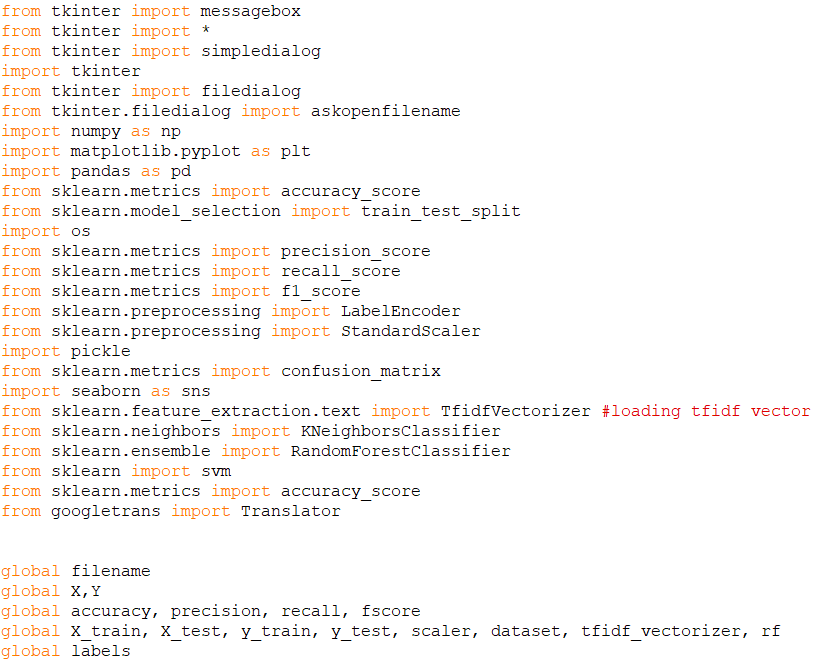 from tkinter import messagebox
from tkinter import *
from tkinter import simpledialog
import tkinter
from tkinter import filedialog
from tkinter.filedialog import askopenfilename
import numpy as np
import matplotlib.pyplot as plt
import pandas as pd
from sklearn.metrics import accuracy_score
from sklearn.model_selection import train_test_split
import os
from sklearn.metrics import precision_score
from sklearn.metrics import recall_score
from sklearn.metrics import f1_score
from sklearn.preprocessing import LabelEncoder
from sklearn.preprocessing import StandardScaler
import pickle
from sklearn.metrics import confusion_matrix
import seaborn as sns
from sklearn.feature_extraction.text import TfidfVectorizer #loading tfidf vector
from sklearn.neighbors import KNeighborsClassifier
from sklearn.ensemble import RandomForestClassifier
from sklearn import svm
from sklearn.metrics import accuracy_score
from googletrans import Translator
global filename
global X,Y
global accuracy, precision, recall, fscore
global X_train, X_test, y_train, y_test, scaler, dataset, tfidf_vectorizer, rf
global labels